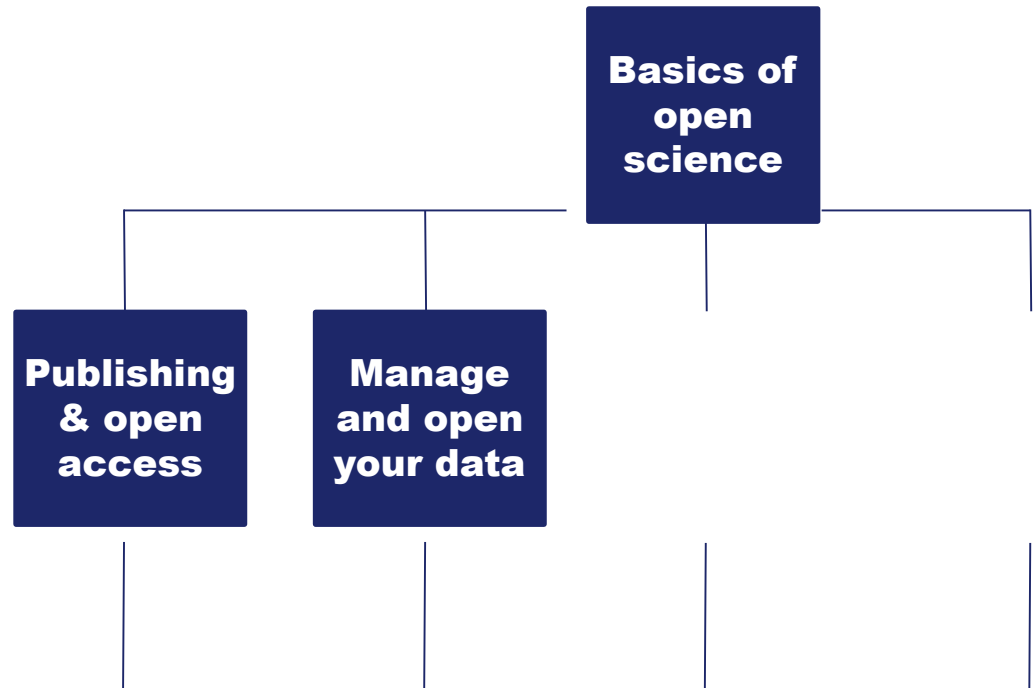 Basics of
open
science
Publishing
& open
access
Manage
and open
your data